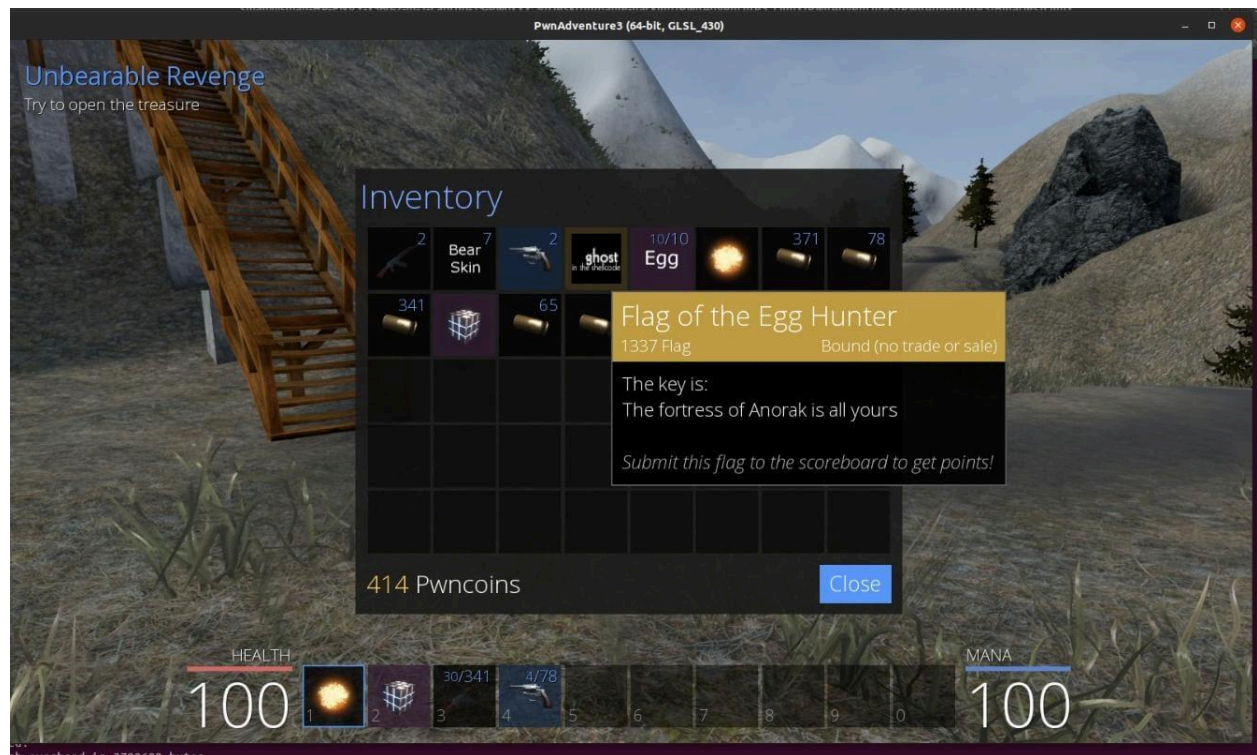 PwnAdventure3 (64-bit, GLSL_430)
Unbearable Revenge
Try to open the treasure
Inventory
2
7
Bear
Skin
2
ghost
in the shellcode
10/10
Egg
371
78
341
65
Flag of the Egg Hunter
1337 Flag Bound (no trade or sale)
The key is:
The fortress of Anorak is all yours
Submit this flag to the scoreboard to get points!
414 Pwncoins
Close
HEALTH
100
1
2
30/341
3
4/78
4
5
6
7
8
9
0
MANA
100